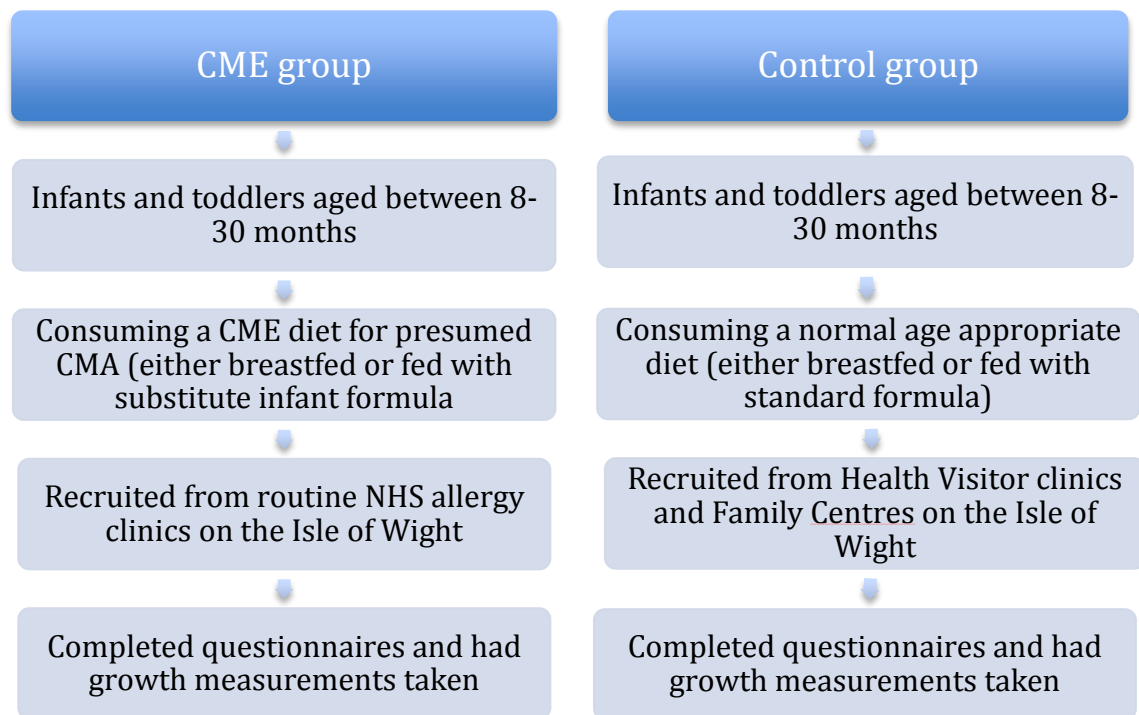 CME group
Infants and toddlers aged between 8-
30 months
Consuming a CME diet for presumed
CMA (either breastfed or fed with
substitute infant formula
Recruited from routine NHS allergy
clinics on the Isle of Wight
Completed questionnaires and had
growth measurements taken
Control group
Infants and toddlers aged between 8-
30 months
Consuming a normal age appropriate
diet (either breastfed or fed with
standard formula)
Recruited from Health Visitor clinics
and Family Centres on the Isle of
Wight
Completed questionnaires and had
growth measurements taken